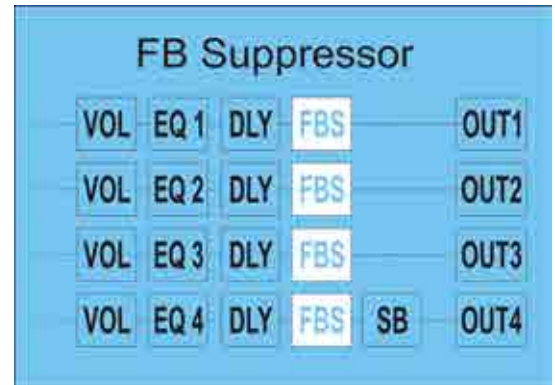 FB Suppressor
VOL EQ 1 DLY FBS OUT1
VOL EQ 2 DLY FBS OUT2
VOL EQ 3 DLY FBS OUT3
VOL EQ 4 DLY FBS SB OUT4